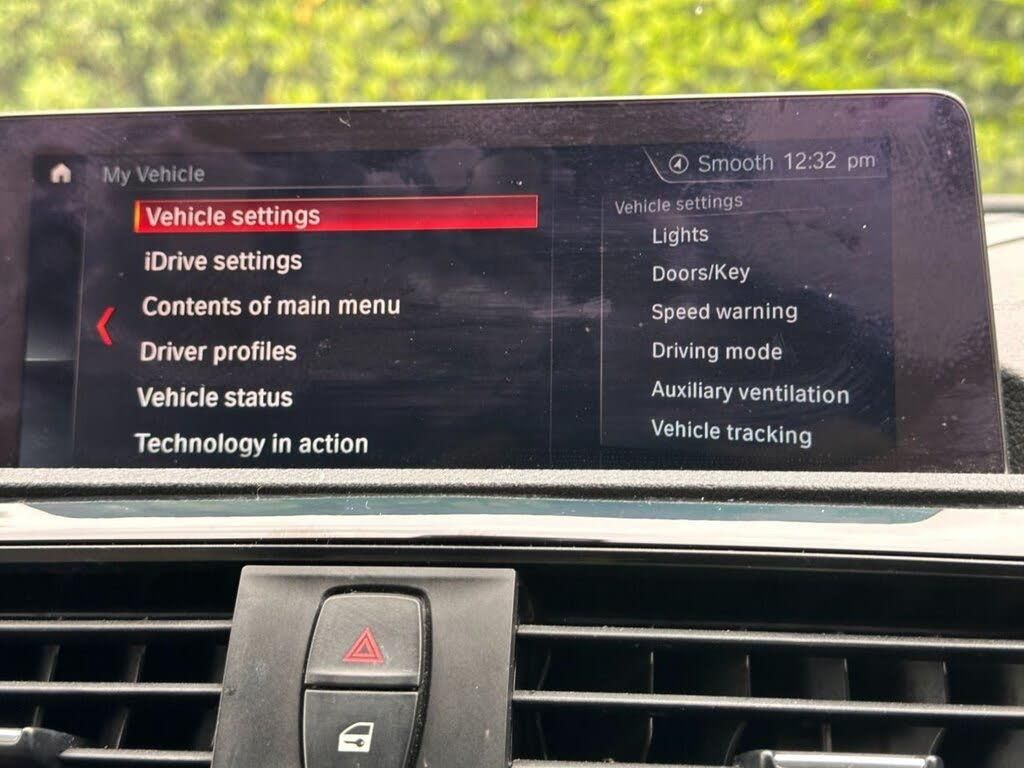 My Vehicle
Smooth 12:32 pm
Vehicle settings
iDrive settings
Contents of main menu
Driver profiles
Vehicle status
Technology in action
Vehicle settings
Lights
Doors/Key
Speed warning
Driving mode
Auxiliary ventilation
Vehicle tracking